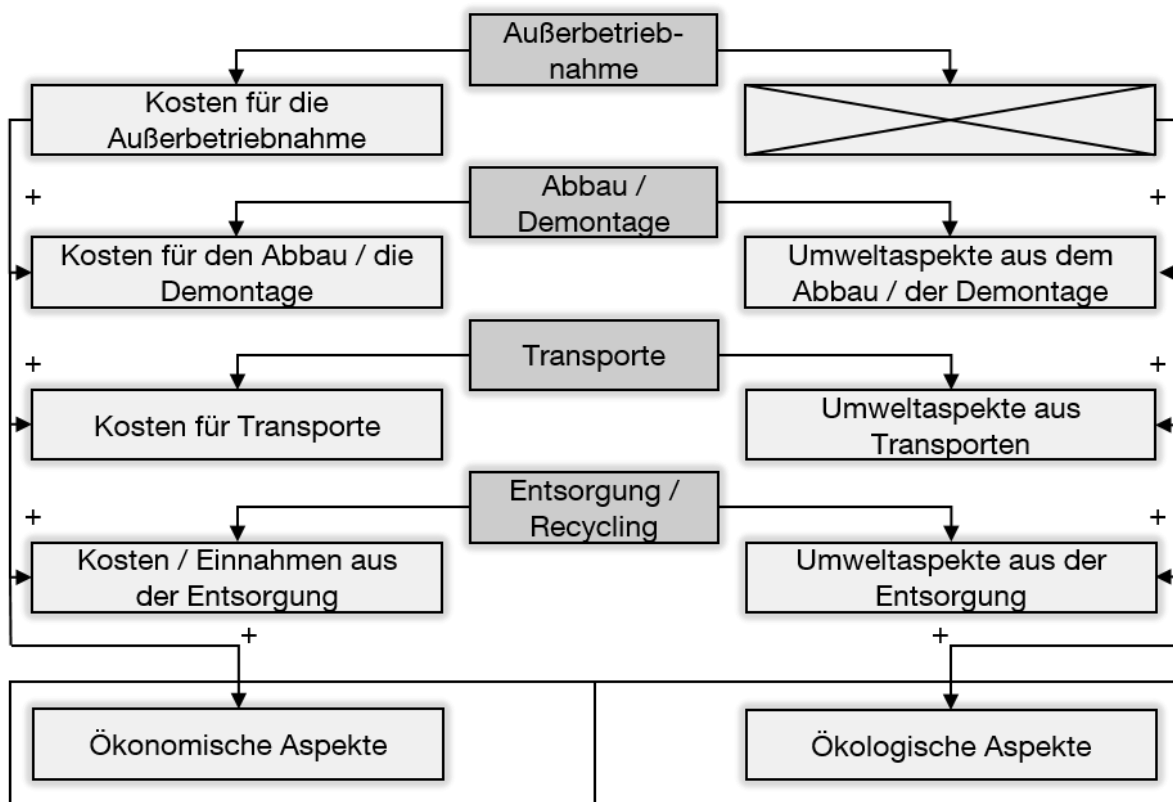 Außerbetrieb-
nahme
Kosten für die
Außerbetriebnahme
+
+
Abbau /
Demontage
Kosten für den Abbau / die
Demontage
Umweltaspekte aus dem
Abbau / der Demontage
+
+
Transporte
Kosten für Transporte
Umweltaspekte aus
Transporten
+
+
Entsorgung /
Recycling
Kosten / Einnahmen aus
der Entsorgung
Umweltaspekte aus der
Entsorgung
+
+
Ökonomische Aspekte
Ökologische Aspekte